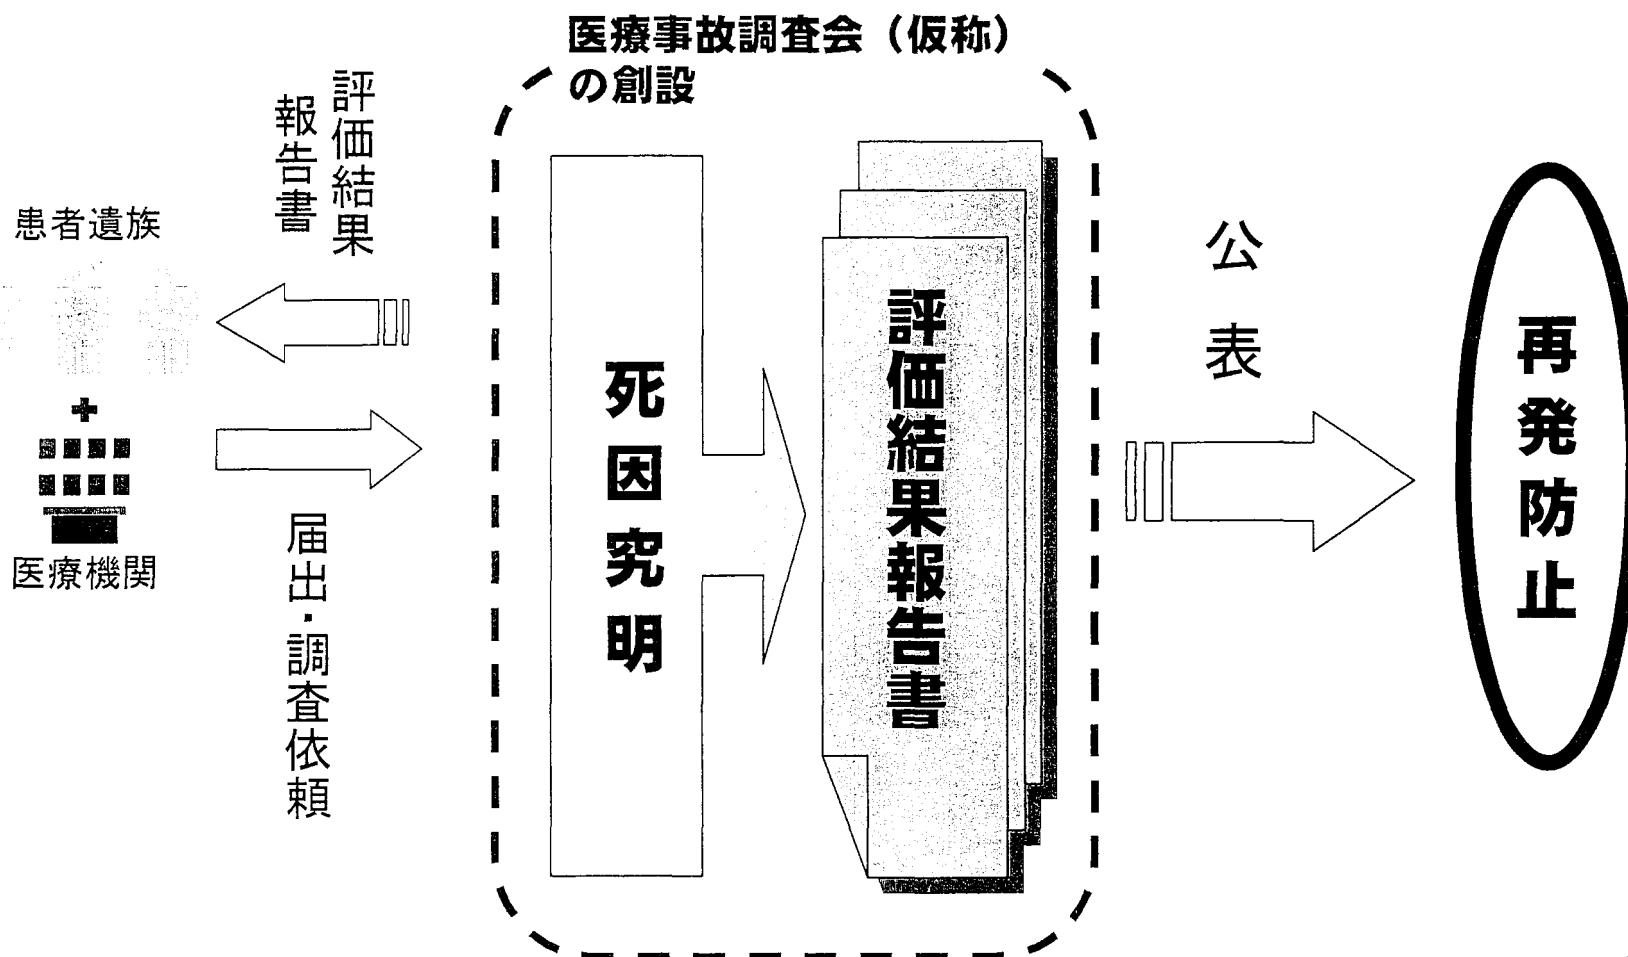 医療事故調査会（仮称）
の創設
評価結果
報告書
患者遺族
医療機関
届出・調査依頼
死因究明
評価結果報告書
公表
再発防止